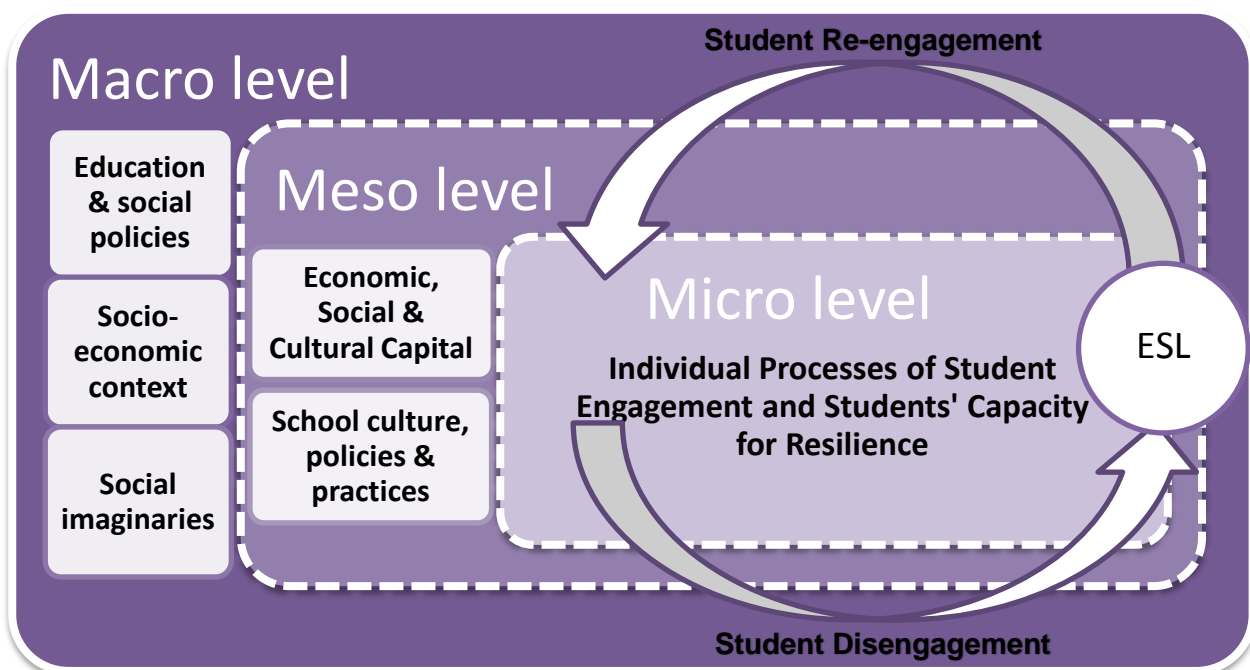 Student Re-engagement
Macro level
Education
& social
policies
Socio-
economic
context
Social
imaginaries
Meso level
Economic,
Social &
Cultural Capital
School culture,
policies &
practices
Micro level
Individual Processes of Student
Engagement and Students' Capacity
for Resilience
ESL
Student Disengagement